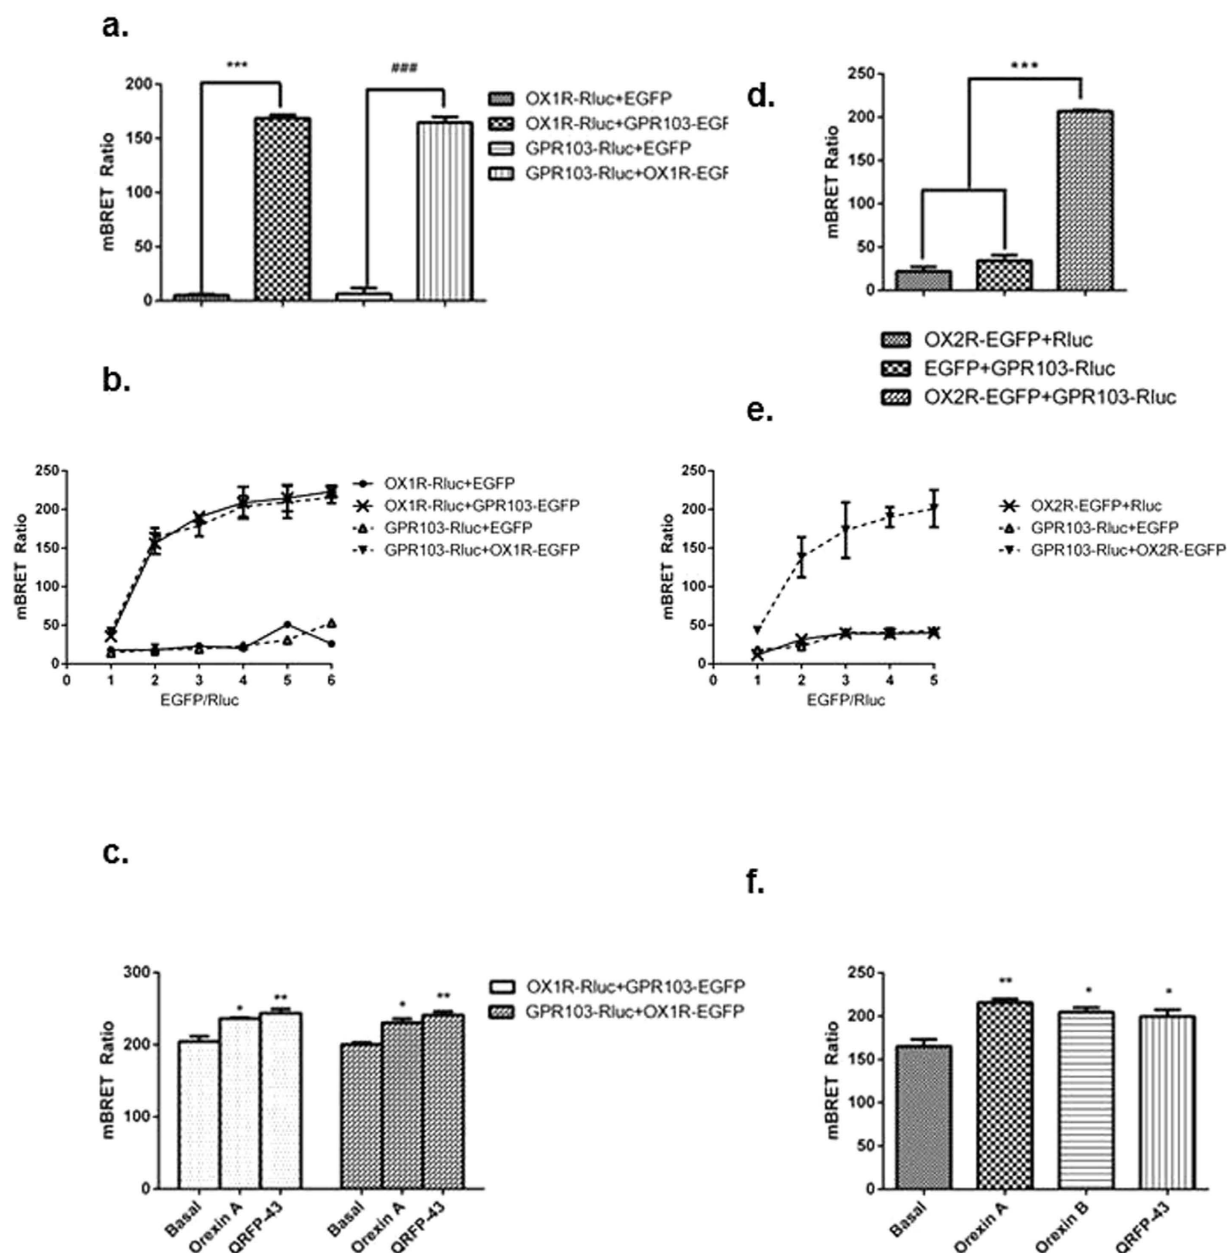 a.
mBRET Ratio
200
150
100
50
0
***
###
OX1R-Rluc+EGFP
OX1R-Rluc+GPR103-EGF
GPR103-Rluc+EGFP
GPR103-Rluc+OX1R-EGF
d.
mBRET Ratio
250
200
150
100
50
0
***
OX2R-EGFP+Rluc
EGFP+GPR103-Rluc
OX2R-EGFP+GPR103-Rluc
b.
mBRET Ratio
250
200
150
100
50
0
0 1 2 3 4 5 6
EGFP/Rluc
OX1R-Rluc+EGFP
OX1R-Rluc+GPR103-EGFP
GPR103-Rluc+EGFP
GPR103-Rluc+OX1R-EGFP
e.
mBRET Ratio
250
200
150
100
50
0
0 1 2 3 4 5
EGFP/Rluc
OX2R-EGFP+Rluc
GPR103-Rluc+EGFP
GPR103-Rluc+OX2R-EGFP
c.
mBRET Ratio
300
200
100
0
* ** * **
Basal Orexin A QRFP-43 Basal Orexin A QRFP-43
OX1R-Rluc+GPR103-EGFP
GPR103-Rluc+OX1R-EGFP
f.
mBRET Ratio
250
200
150
100
50
0
** * *
Basal Orexin A Orexin B QRFP-43